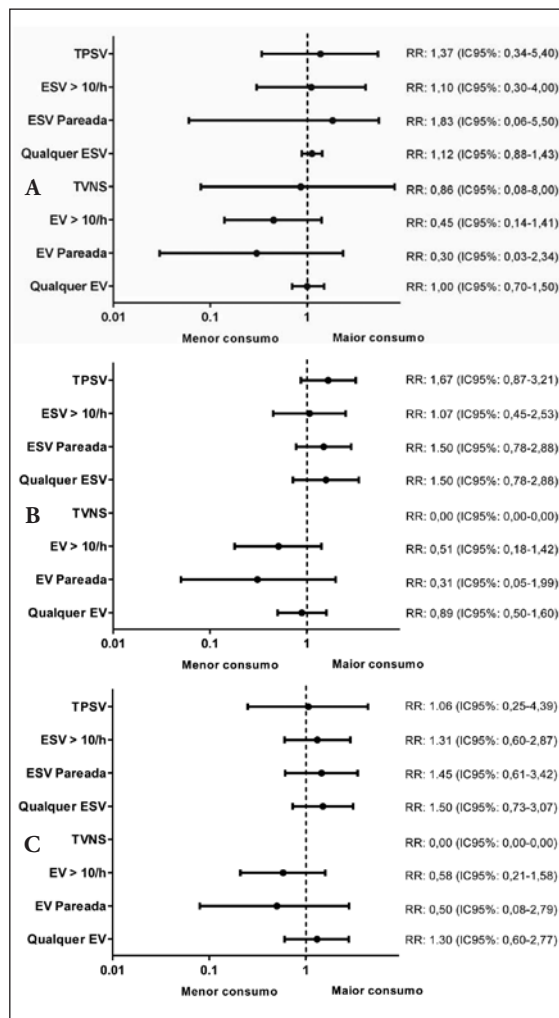 A
TPSV RR: 1,37 (IC95%: 0,34-5,40)
ESV > 10/h RR: 1,10 (IC95%: 0,30-4,00)
ESV Pareada RR: 1,83 (IC95%: 0,06-5,50)
Qualquer ESV RR: 1,12 (IC95%: 0,88-1,43)
TVNS RR: 0,86 (IC95%: 0,08-8,00)
EV > 10/h RR: 0,45 (IC95%: 0,14-1,41)
EV Pareada RR: 0,30 (IC95%: 0,03-2,34)
Qualquer EV RR: 1,00 (IC95%: 0,70-1,50)
0.01 0.1 1
Menor consumo Maior consumo
B
TPSV RR: 1,67 (IC95%: 0,87-3,21)
ESV > 10/h RR: 1.07 (IC95%: 0,45-2,53)
ESV Pareada RR: 1.50 (IC95%: 0,78-2,88)
Qualquer ESV RR: 1.50 (IC95%: 0,78-2,88)
TVNS RR: 0,00 (IC95%: 0,00-0,00)
EV > 10/h RR: 0,51 (IC95%: 0,18-1,42)
EV Pareada RR: 0,31 (IC95%: 0,05-1,99)
Qualquer EV RR: 0,89 (IC95%: 0,50-1,60)
0.01 0.1 1
Menor consumo Maior consumo
C
TPSV RR: 1.06 (IC95%: 0,25-4,39)
ESV > 10/h RR: 1.31 (IC95%: 0,60-2,87)
ESV Pareada RR: 1.45 (IC95%: 0,61-3,42)
Qualquer ESV RR: 1.50 (IC95%: 0,73-3,07)
TVNS RR: 0,00 (IC95%: 0,00-0,00)
EV > 10/h RR: 0,58 (IC95%: 0,21-1,58)
EV Pareada RR: 0,50 (IC95%: 0,08-2,79)
Qualquer EV RR: 1.30 (IC95%: 0,60-2,77)
0.01 0.1 1
Menor consumo Maior consumo